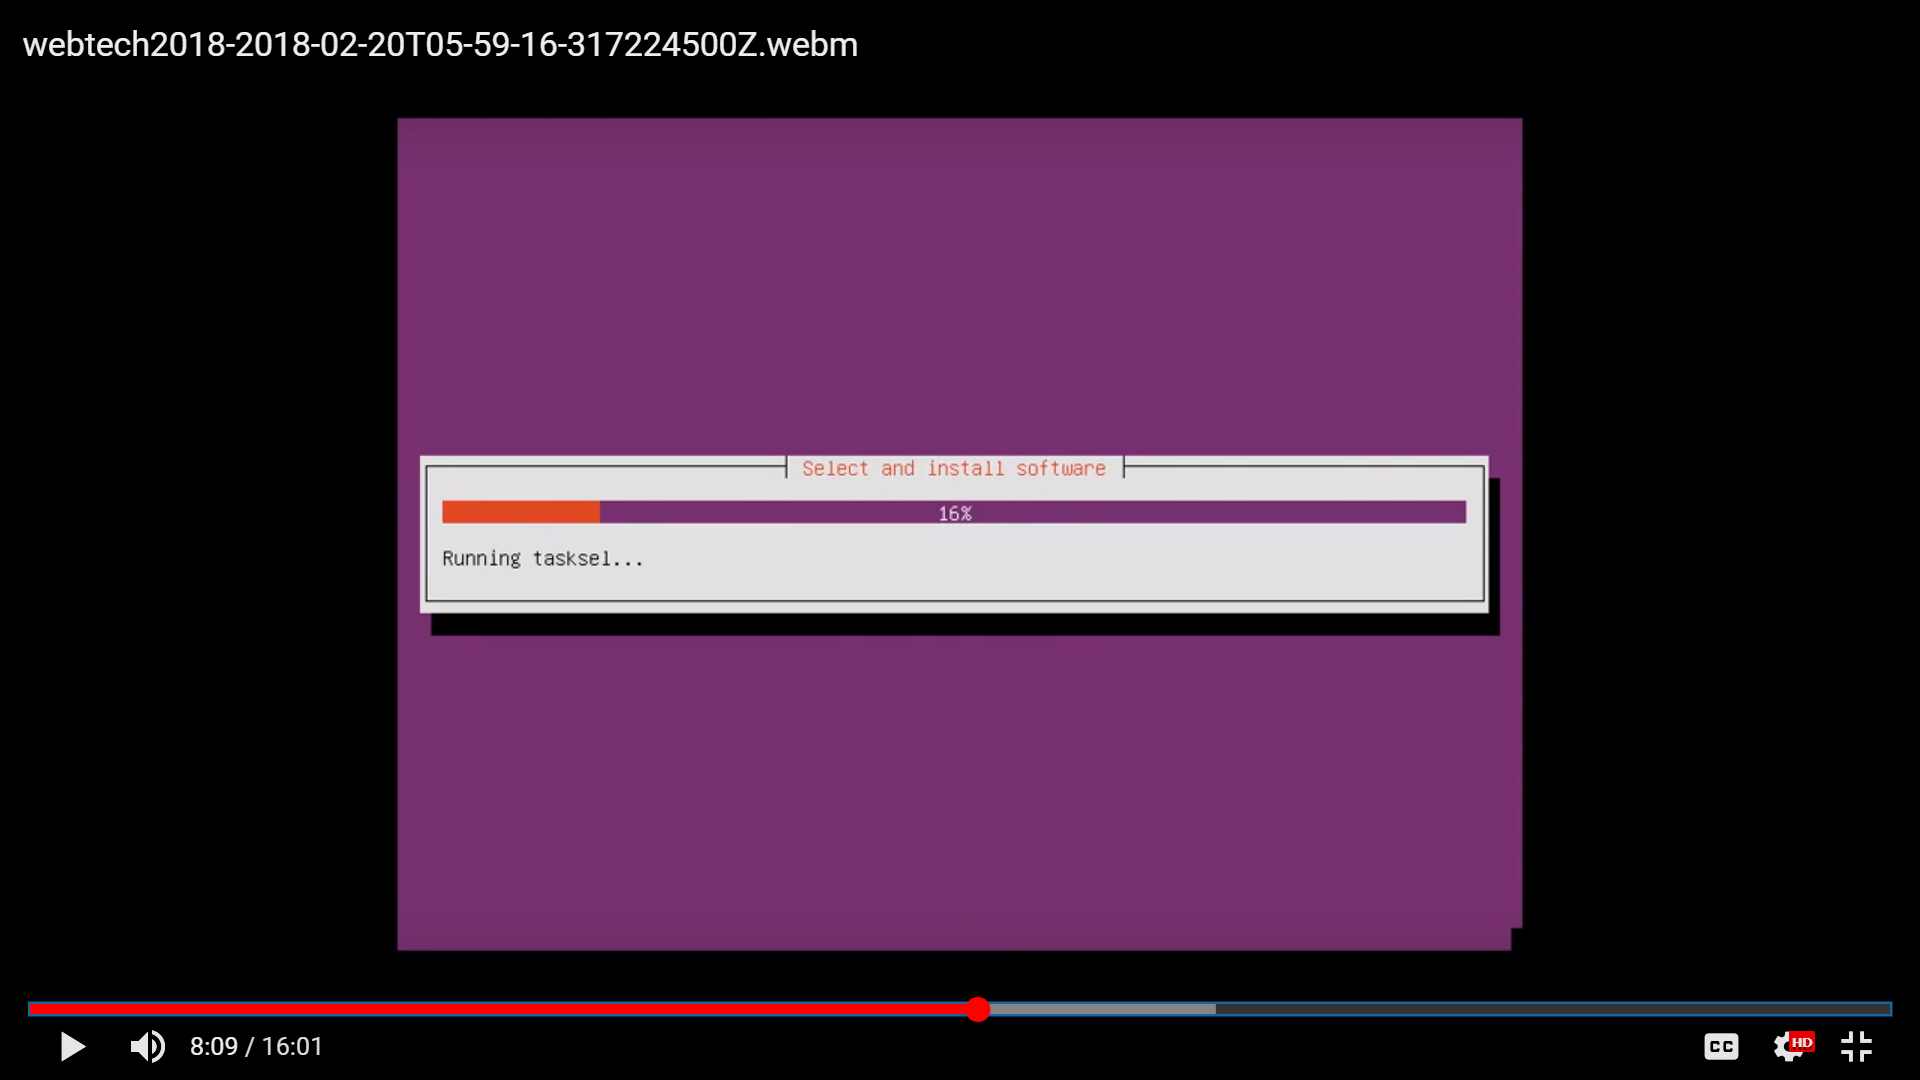 webtech2018-2018-02-20T05-59-16-317224500Z.webm
Select and install software
16%
Running tasksel...
8:09 / 16:01
CC
HD